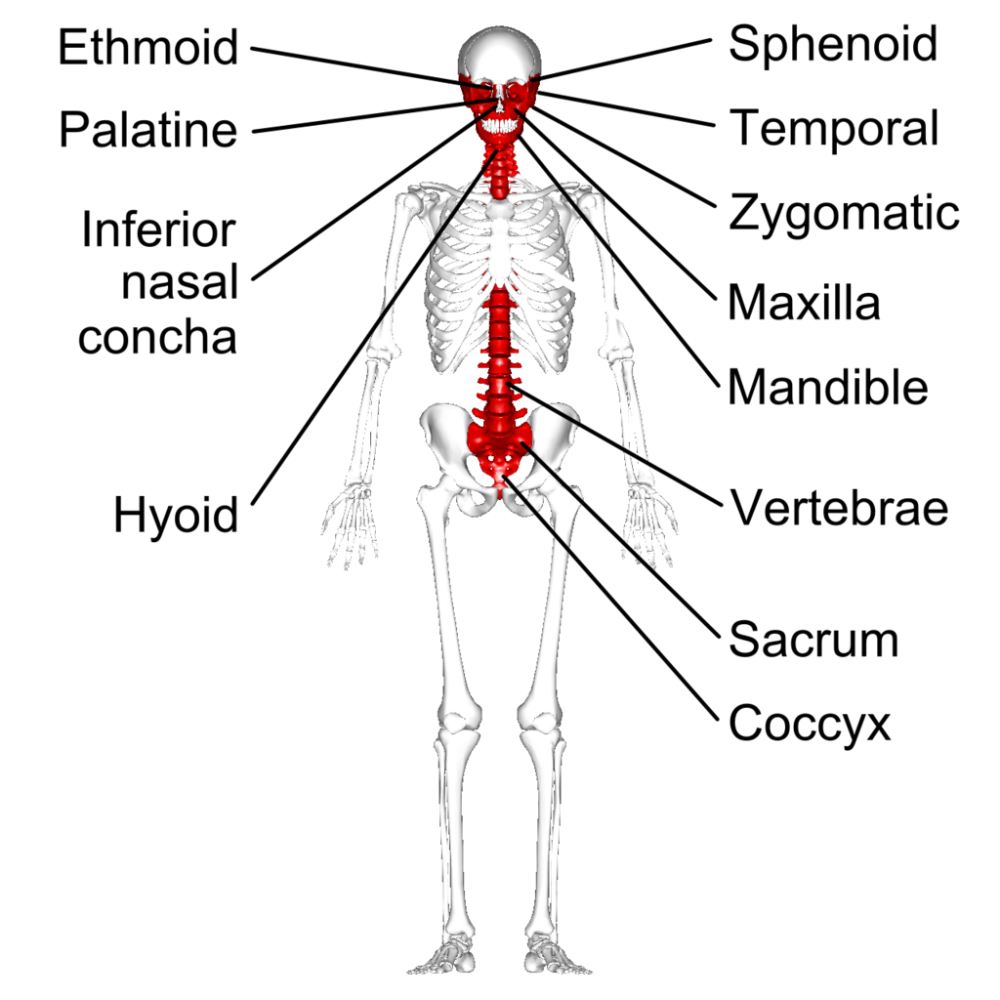 Ethmoid
Palatine
Inferior
nasal
concha
Hyoid
Sphenoid
Temporal
Zygomatic
Maxilla
Mandible
Vertebrae
Sacrum
Coccyx